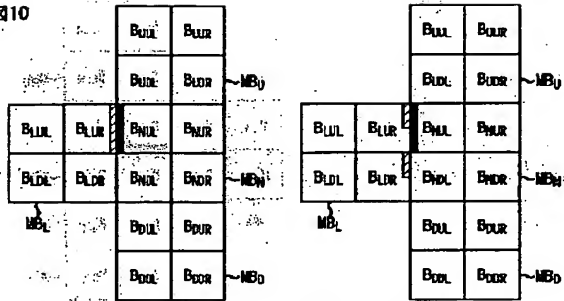 図10
BUUL BUUR BUUL BUUR
BUDL BUDR MBU BUDL BUDR MBU
BLUL BLUR BNUL BNUR BLUL BLUR BNUL BNUR
BLDL BLDR BNDL BNDR MBN BLDL BLDR BNDL BNDR MBN
MBL BDUL BDUR MBL BDUL BDUR
BDDL BDDR MBD BDDL BDDR MBD